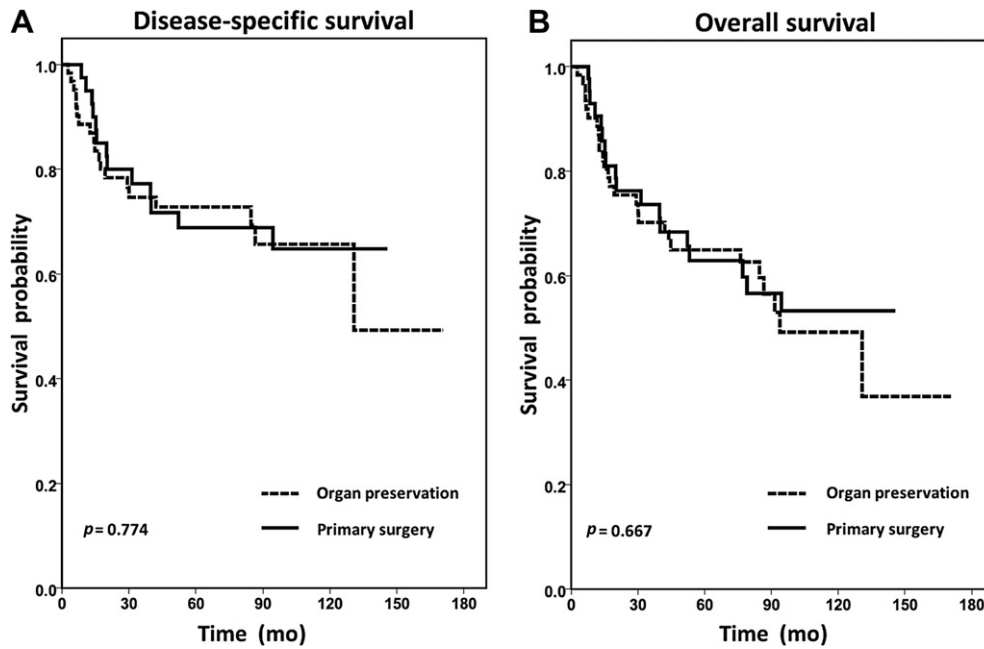 A
Disease-specific survival
1.0
0.8
0.6
0.4
0.2
0.0
Survival probability
Organ preservation
Primary surgery
p = 0.774
0 30 60 90 120 150 180
Time (mo)
B
Overall survival
1.0
0.8
0.6
0.4
0.2
0.0
Survival probability
Organ preservation
Primary surgery
p = 0.667
0 30 60 90 120 150 180
Time (mo)